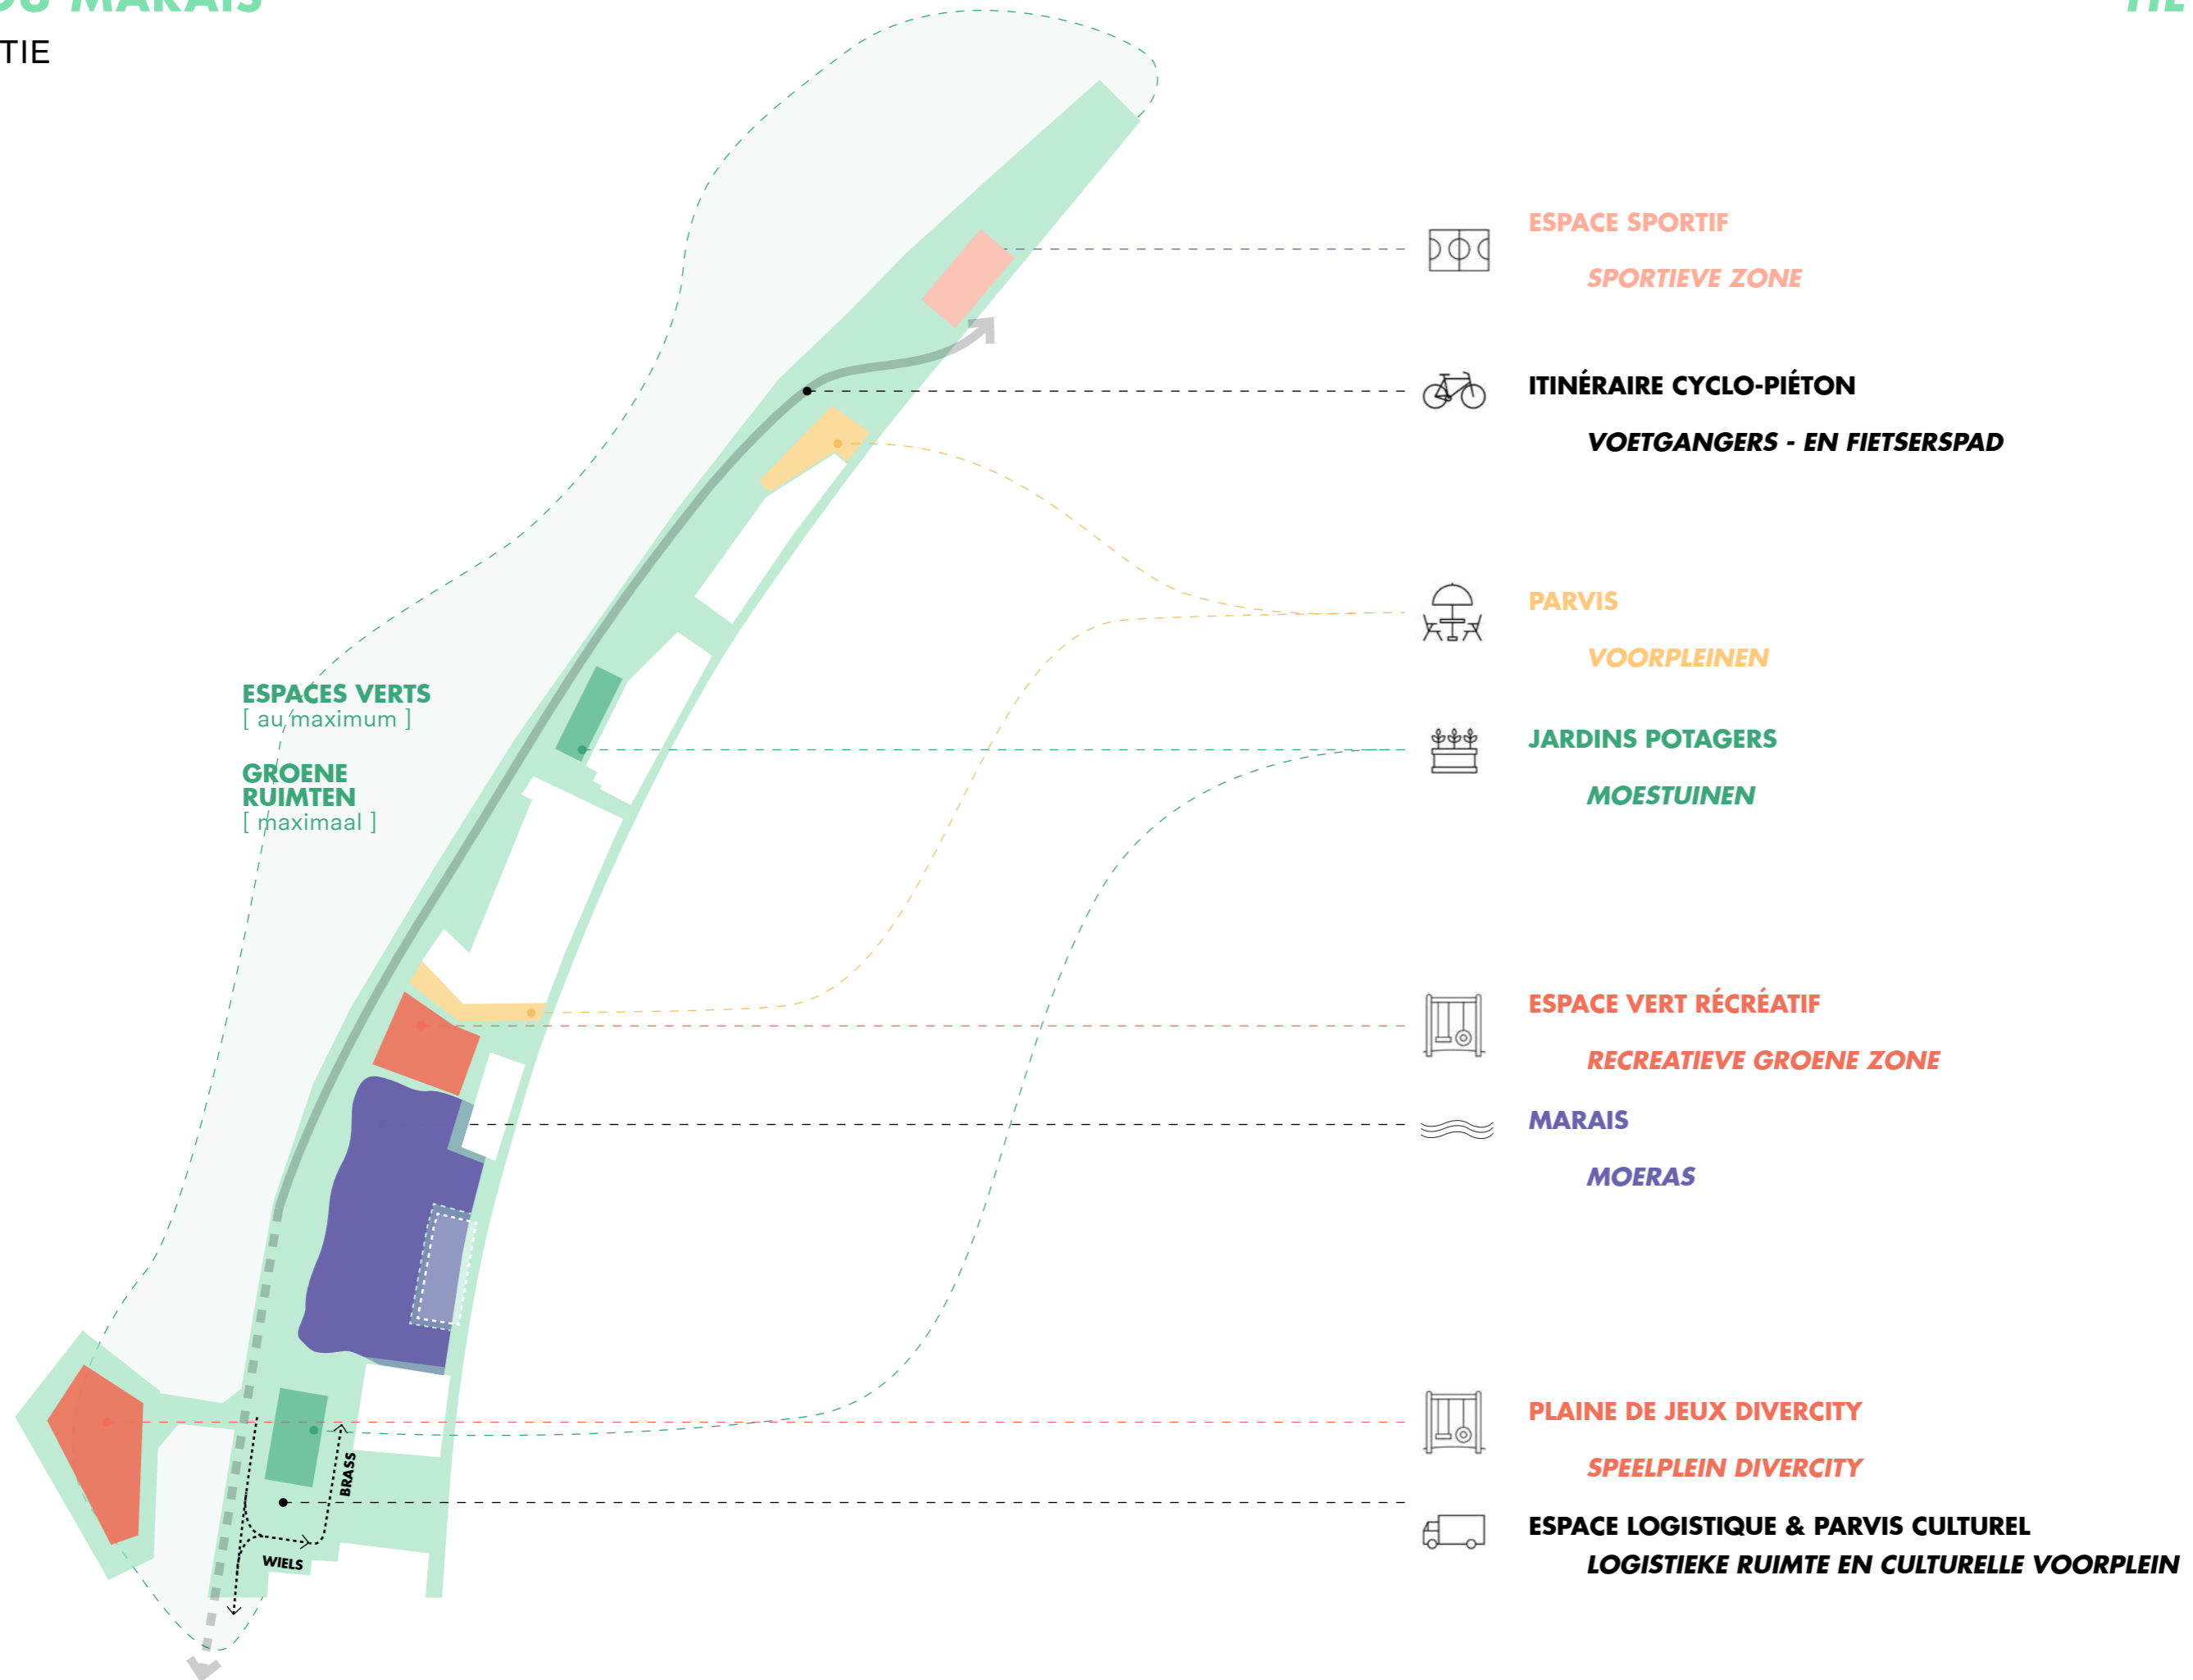 DU MARAIS
TIE
ESPACE SPORTIF
SPORTIEVE ZONE
ITINÉRAIRE CYCLO-PIÉTON
VOETGANGERS - EN FIETSERSPAD
PARVIS
VOORPLEINEN
ESPACES VERTS
[ au maximum ]
GROENE
RUIMTEN
[ maximaal ]
JARDINS POTAGERS
MOESTUINEN
ESPACE VERT RÉCRÉATIF
RECREATIEVE GROENE ZONE
MARAIS
MOERAS
PLAINE DE JEUX DIVERCITY
SPEELPLEIN DIVERCITY
BRASS
WIELS
ESPACE LOGISTIQUE & PARVIS CULTUREL
LOGISTIEKE RUIMTE EN CULTURELLE VOORPLEIN